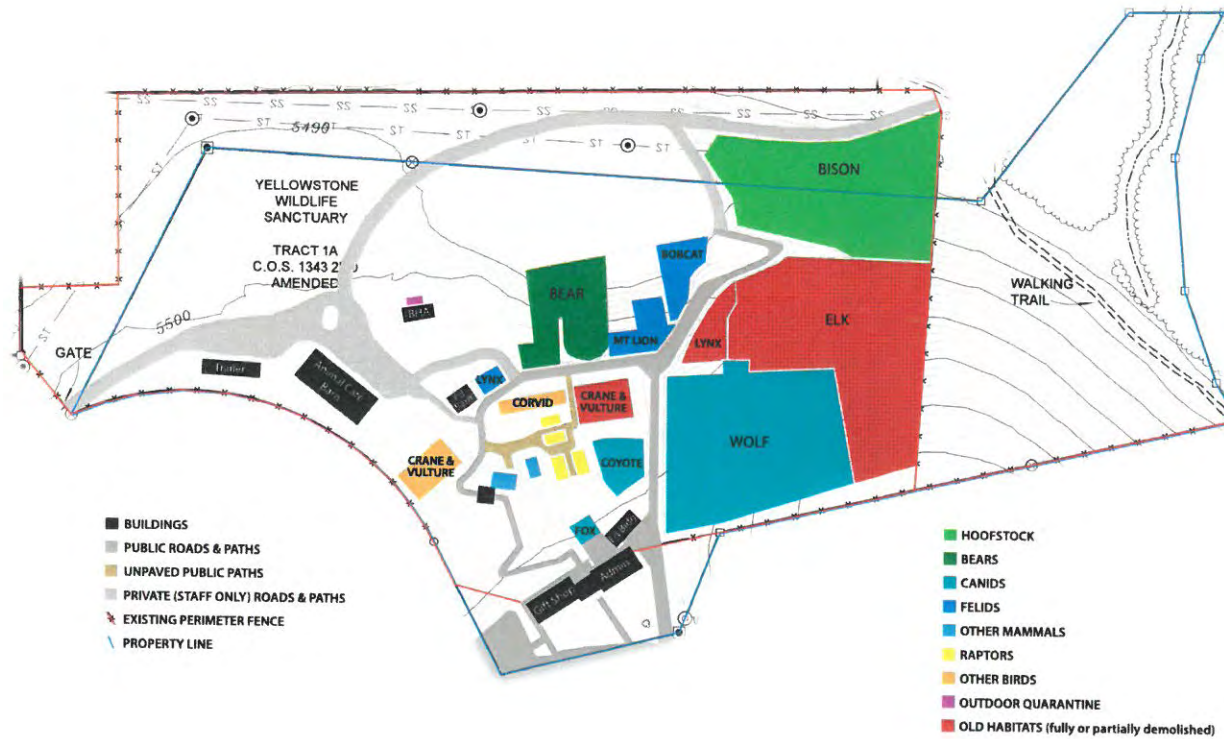 5490
YELLOWSTONE
WILDLIFE
SANCTUARY
TRACT 1A
AMENDED
5500
GATE
BISON
BOBCAT
BEAR
MT LION
LYNX
ELK
WALKING
TRAIL
Trailer
Animal Care
Barn
LYNX
CORVID
CRANE &
VULTURE
WOLF
CRANE &
VULTURE
COYOTE
FOX
Gift Shop
Admin
BUILDINGS
PUBLIC ROADS & PATHS
UNPAVED PUBLIC PATHS
PRIVATE (STAFF ONLY) ROADS & PATHS
EXISTING PERIMETER FENCE
PROPERTY LINE
HOOFSTOCK
BEARS
CANIDS
FELIDS
OTHER MAMMALS
RAPTORS
OTHER BIRDS
OUTDOOR QUARANTINE
OLD HABITATS (fully or partially demolished)